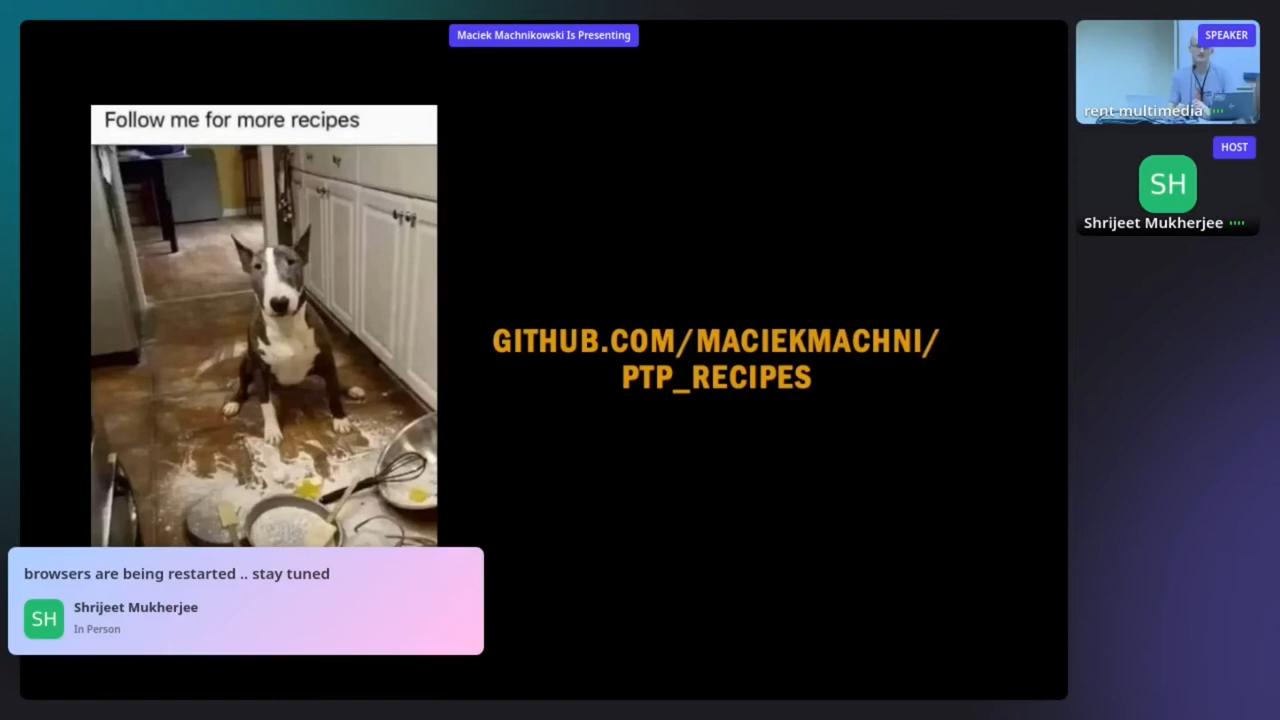 Maciek Machnikowski Is Presenting
SPEAKER
rent multimedia
HOST
SH
Shrijeet Mukherjee
Follow me for more recipes
GITHUB.COM/MACIEKMACHNI/
PTP_RECIPES
browsers are being restarted .. stay tuned
SH
Shrijeet Mukherjee
In Person